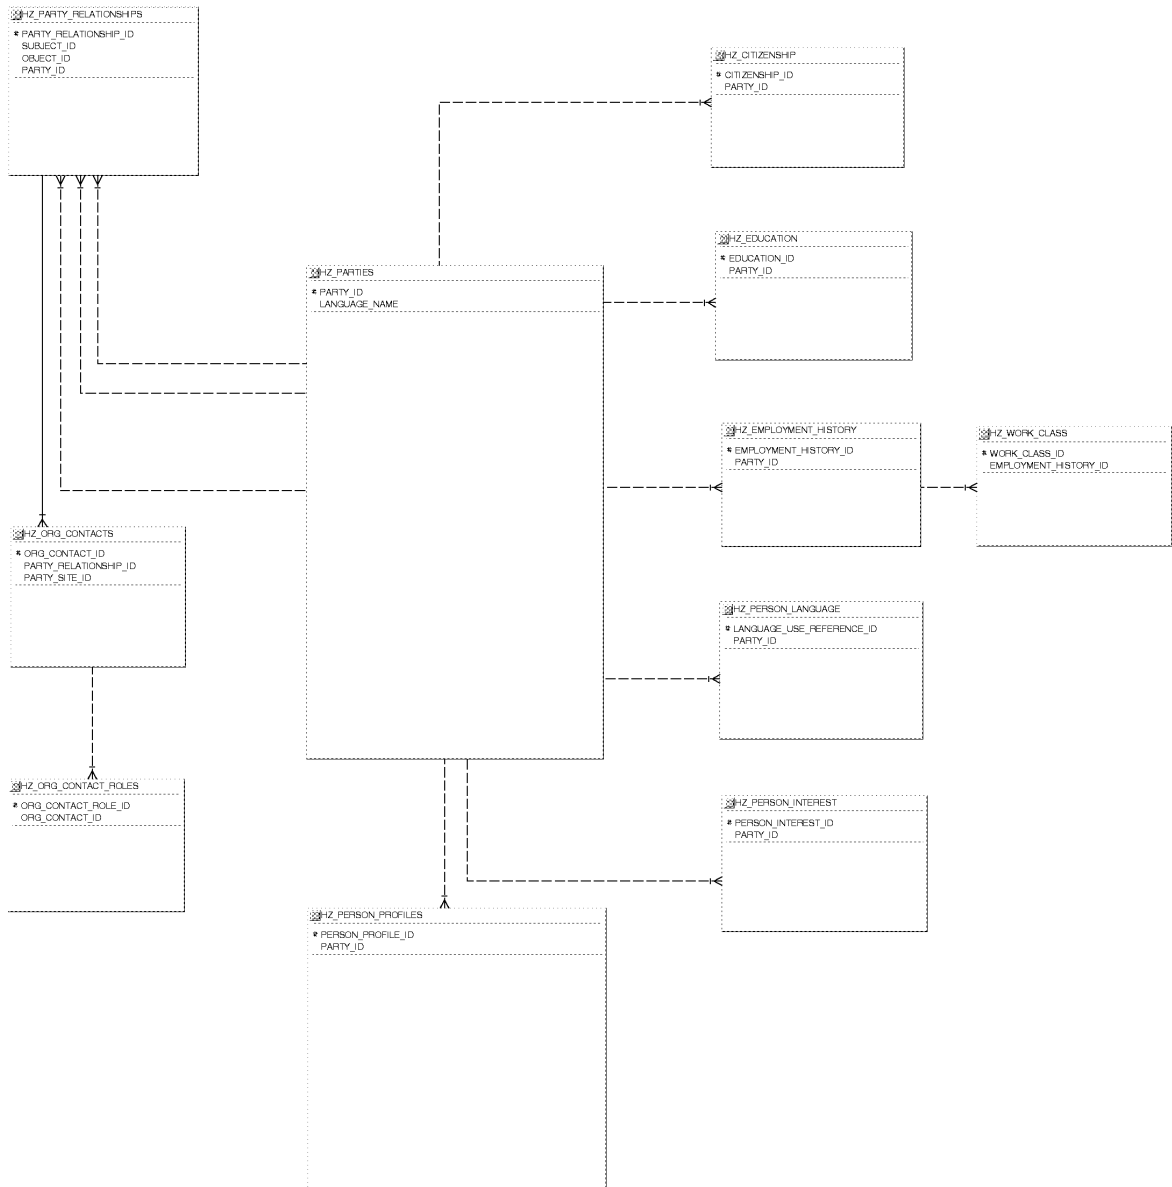 HZ_PARTY_RELATIONSHIPS
* PARTY_RELATIONSHIP_ID
SUBJECT_ID
OBJECT_ID
PARTY_ID
HZ_CITIZENSHIP
* CITIZENSHIP_ID
PARTY_ID
HZ_EDUCATION
* EDUCATION_ID
PARTY_ID
HZ_PARTIES
* PARTY_ID
LANGUAGE_NAME
HZ_EMPLOYMENT_HISTORY
* EMPLOYMENT_HISTORY_ID
PARTY_ID
HZ_WORK_CLASS
* WORK_CLASS_ID
EMPLOYMENT_HISTORY_ID
HZ_ORG_CONTACTS
* ORG_CONTACT_ID
PARTY_RELATIONSHIP_ID
PARTY_SITE_ID
HZ_PERSON_LANGUAGE
* LANGUAGE_USE_REFERENCE_ID
PARTY_ID
HZ_ORG_CONTACT_ROLES
* ORG_CONTACT_ROLE_ID
ORG_CONTACT_ID
HZ_PERSON_INTEREST
* PERSON_INTEREST_ID
PARTY_ID
HZ_PERSON_PROFILES
* PERSON_PROFILE_ID
PARTY_ID